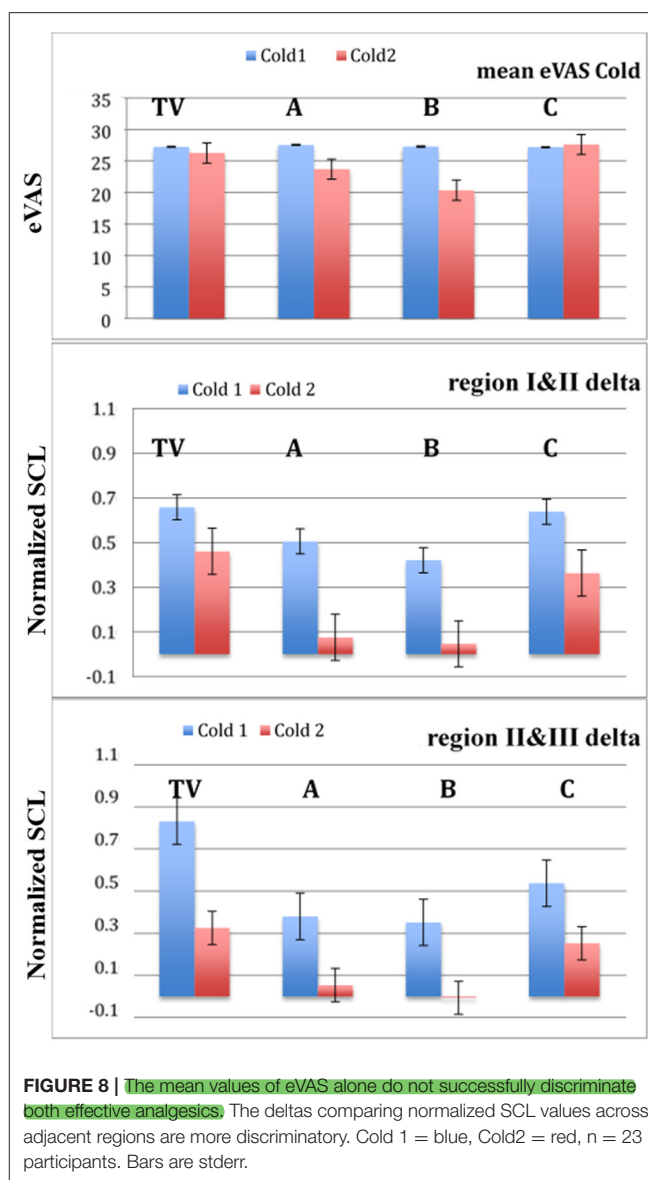 Cold1 Cold2
mean eVAS Cold
35
30
25
20
15
10
5
0
TV A B C
eVAS
Cold 1 Cold 2
region I&II delta
1.1
0.9
0.7
0.5
0.3
0.1
-0.1
TV A B C
Normalized SCL
Cold 1 Cold 2
region II&III delta
1.1
0.9
0.7
0.5
0.3
0.1
-0.1
TV A B C
Normalized SCL
FIGURE 8 | The mean values of eVAS alone do not successfully discriminate
both effective analgesics. The deltas comparing normalized SCL values across
adjacent regions are more discriminatory. Cold 1 = blue, Cold2 = red, n = 23
participants. Bars are stderr.